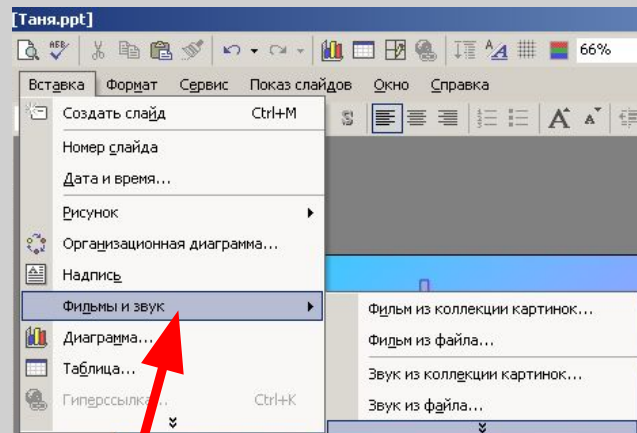 [Таня.ppt]
66%
Вставка Формат Сервис Показ слайдов Окно Справка
Создать слайд Ctrl+M
Номер слайда
Дата и время...
Рисунок
Организационная диаграмма...
Надпись
Фильмы и звук
Диаграмма...
Таблица...
Гиперссылка... Ctrl+K
Фильм из коллекции картинок...
Фильм из файла...
Звук из коллекции картинок...
Звук из файла...